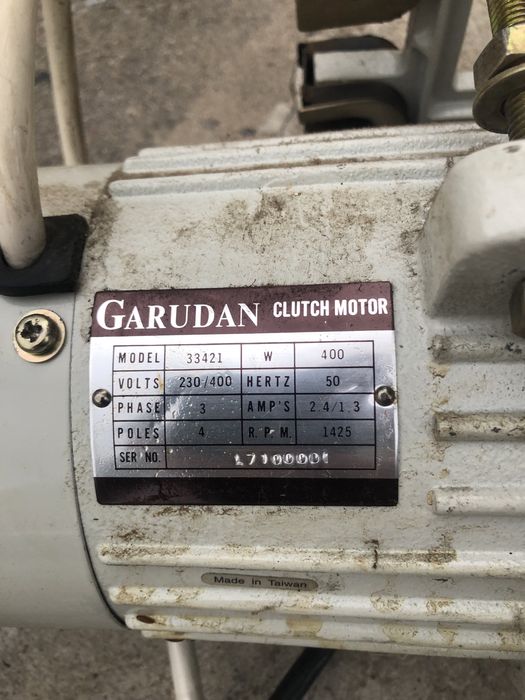 GARUDAN CLUTCH MOTOR
MODEL 33421 W 400
VOLTS 230/400 HERTZ 50
PHASE 3 AMP'S 2.4/1.3
POLES 4 R.P.M. 1425
SER NO. L7100001
Made in Taiwan